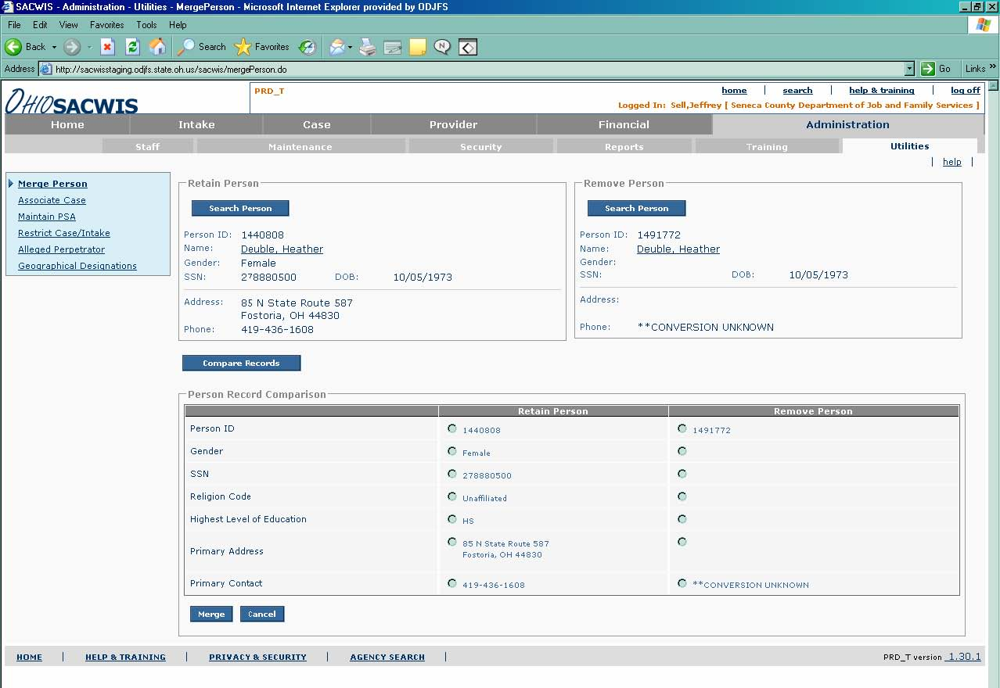 SACWIS - Administration - Utilities - MergePerson - Microsoft Internet Explorer provided by ODJFS
File Edit View Favorites Tools Help
Back Search Favorites
Address http://sacwisstaging.odjfs.state.oh.us/sacwis/mergePerson.do Go Links »
OHIOSACWIS PRD_T home | search | help & training | log off
Logged In: Sell,Jeffrey [ Seneca County Department of Job and Family Services ]
Home Intake Case Provider Financial Administration
Staff Maintenance Security Reports Training Utilities
| help |
Merge Person
Associate Case
Maintain PSA
Restrict Case/Intake
Alleged Perpetrator
Geographical Designations
Retain Person
Search Person
Person ID: 1440808
Name: Deuble, Heather
Gender: Female
SSN: 278880500 DOB: 10/05/1973
Address: 85 N State Route 587
Fostoria, OH 44830
Phone: 419-436-1608
Remove Person
Search Person
Person ID: 1491772
Name: Deuble, Heather
Gender:
SSN: DOB: 10/05/1973
Address:
Phone: **CONVERSION UNKNOWN
Compare Records
Person Record Comparison
Retain Person Remove Person
Person ID 1440808 1491772
Gender Female
SSN 278880500
Religion Code Unaffiliated
Highest Level of Education HS
Primary Address 85 N State Route 587
Fostoria, OH 44830
Primary Contact 419-436-1608 **CONVERSION UNKNOWN
Merge Cancel
HOME | HELP & TRAINING | PRIVACY & SECURITY | AGENCY SEARCH | PRD_T version 1.30.1